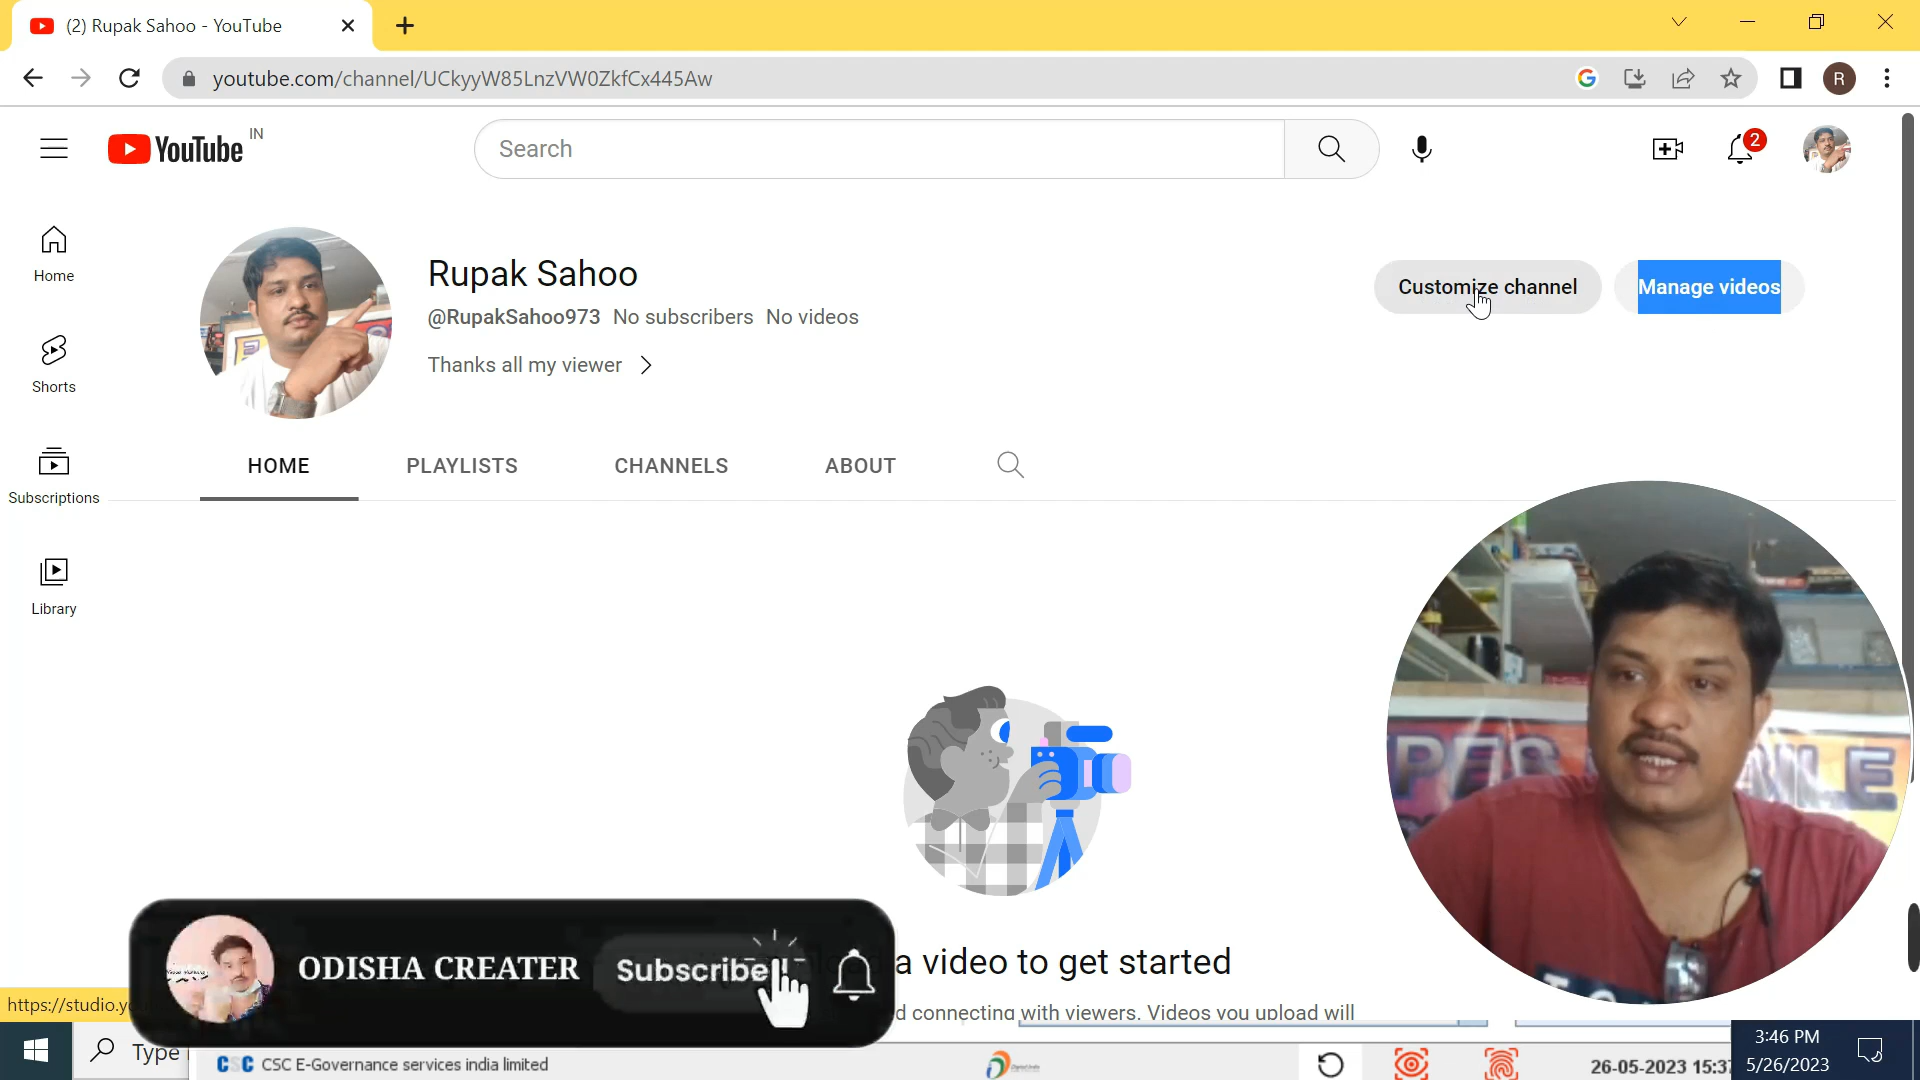 (2) Rupak Sahoo - YouTube
youtube.com/channel/UCkyyW85LnzVW0ZkfCx445Aw
R
YouTube IN
Search
2
Home
Shorts
Subscriptions
Library
Rupak Sahoo
@RupakSahoo973 No subscribers No videos
Thanks all my viewer
Customize channel
Manage videos
HOME
PLAYLISTS
CHANNELS
ABOUT
a video to get started
connecting with viewers. Videos you upload will
ODISHA CREATER
Subscribe
https://studio.y
Type
CSC CSC E-Governance services india limited
26-05-2023 15:37
3:46 PM
5/26/2023